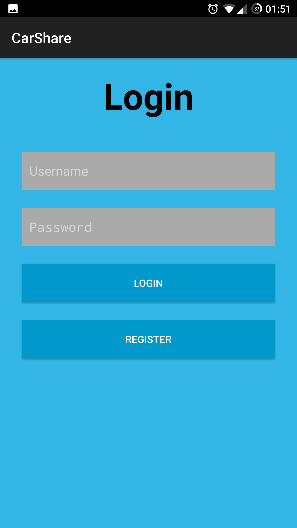 01:51
CarShare
Login
Username
Password
LOGIN
REGISTER